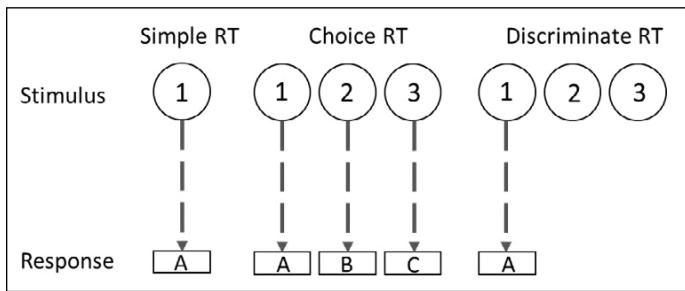 Simple RT Choice RT Discriminate RT
Stimulus 1 1 2 3 1 2 3
Response A A B C A